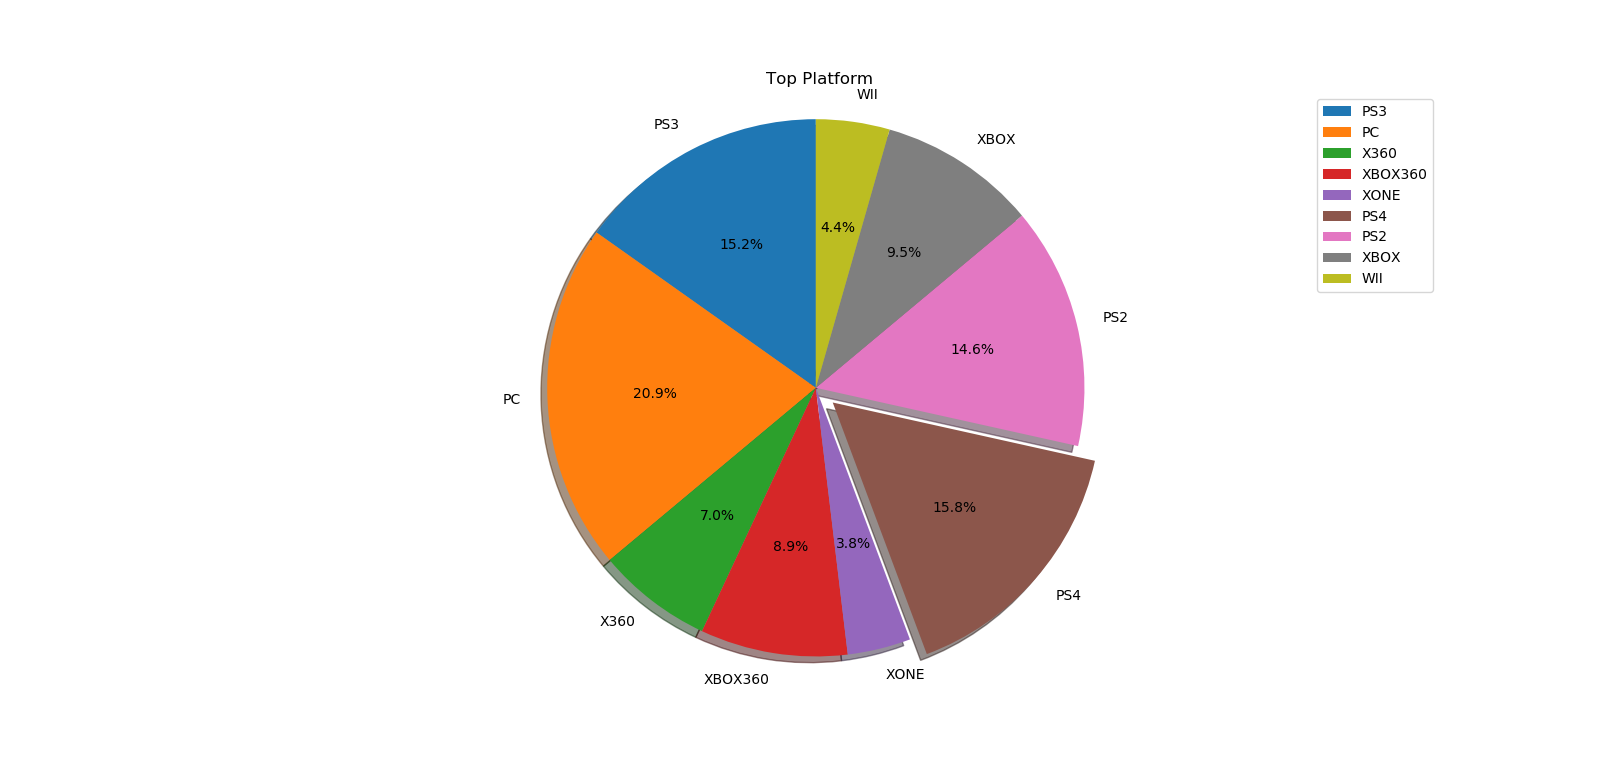 Top Platform
WII
PS3
XBOX
PS2
PC
PS4
X360
XBOX360
XONE
4.4%
15.2%
9.5%
14.6%
20.9%
15.8%
7.0%
8.9%
3.8%
PS3
PC
X360
XBOX360
XONE
PS4
PS2
XBOX
WII